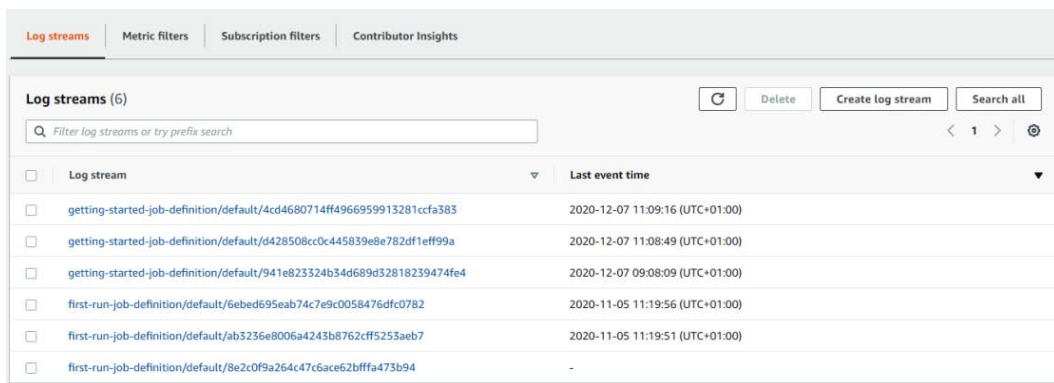 Log streams Metric filters Subscription filters Contributor Insights
Log streams (6) Delete Create log stream Search all
Filter log streams or try prefix search 1
Log stream Last event time
getting-started-job-definition/default/4cd4680714ff4966959913281ccfa383 2020-12-07 11:09:16 (UTC+01:00)
getting-started-job-definition/default/d428508cc0c445839e8e782df1eff99a 2020-12-07 11:08:49 (UTC+01:00)
getting-started-job-definition/default/941e823324b34d689d32818239474fe4 2020-12-07 09:08:09 (UTC+01:00)
first-run-job-definition/default/6ebed695eab74c7e9c0058476dfc0782 2020-11-05 11:19:56 (UTC+01:00)
first-run-job-definition/default/ab3236e8006a4243b8762cff5253aeb7 2020-11-05 11:19:51 (UTC+01:00)
first-run-job-definition/default/8e2c0f9a264c47c6ace62bfffa473b94 -